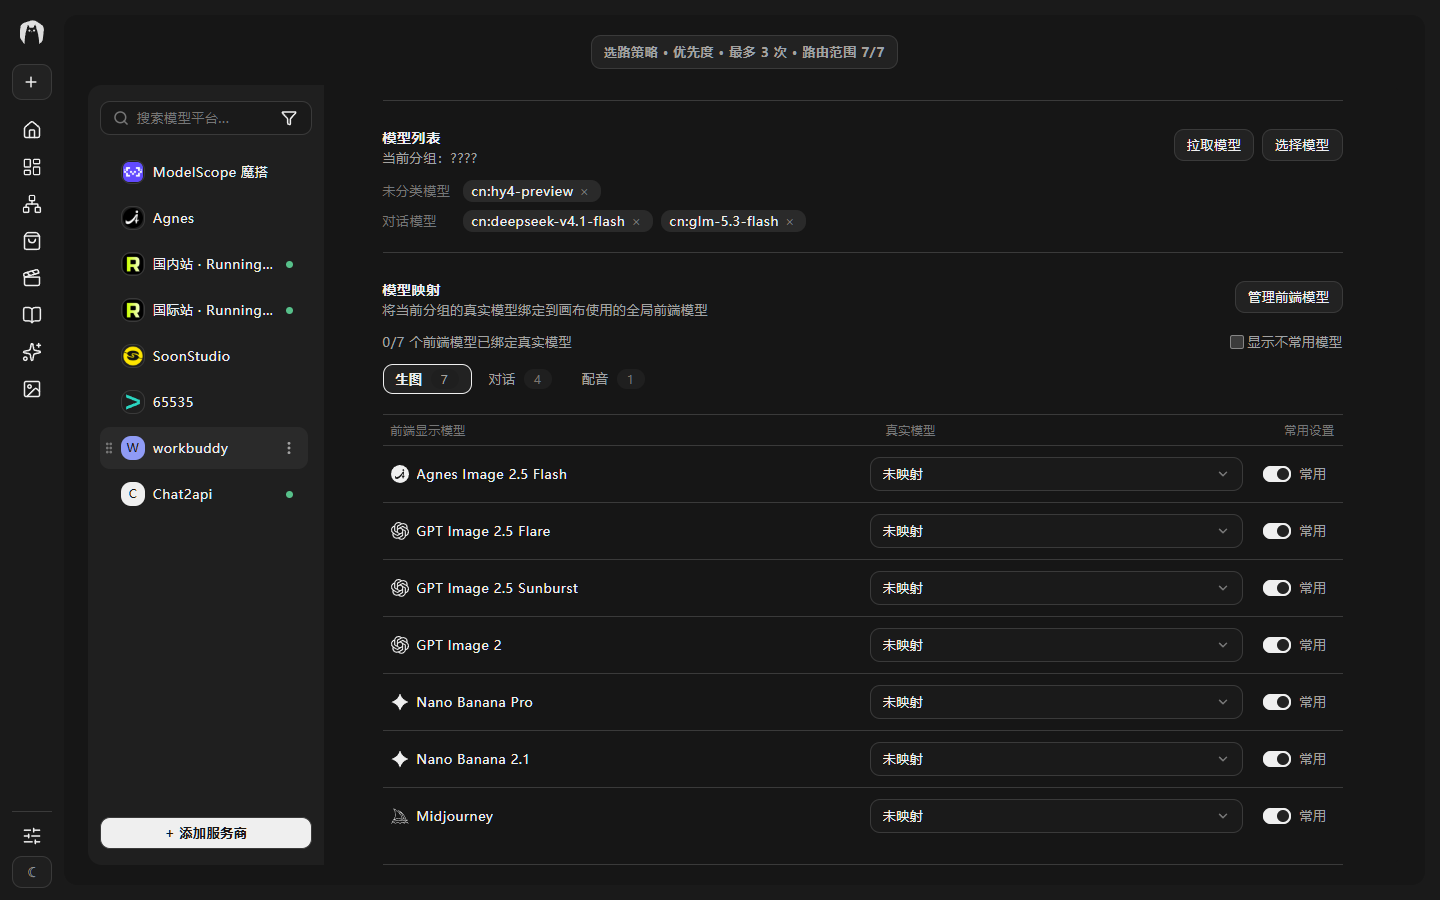 选路策略 • 优先度 • 最多 3 次 • 路由范围 7/7
搜索模型平台...
ModelScope 魔搭
Agnes
国内站 · Running...
国际站 · Running...
SoonStudio
65535
W workbuddy
C Chat2api
+ 添加服务商
模型列表
当前分组：????
拉取模型 选择模型
未分类模型 cn:hy4-preview ×
对话模型 cn:deepseek-v4.1-flash × cn:glm-5.3-flash ×
模型映射
将当前分组的真实模型绑定到画布使用的全局前端模型
管理前端模型
0/7 个前端模型已绑定真实模型
显示不常用模型
生图 7 对话 4 配音 1
前端显示模型 真实模型 常用设置
Agnes Image 2.5 Flash 未映射 常用
GPT Image 2.5 Flare 未映射 常用
GPT Image 2.5 Sunburst 未映射 常用
GPT Image 2 未映射 常用
Nano Banana Pro 未映射 常用
Nano Banana 2.1 未映射 常用
Midjourney 未映射 常用